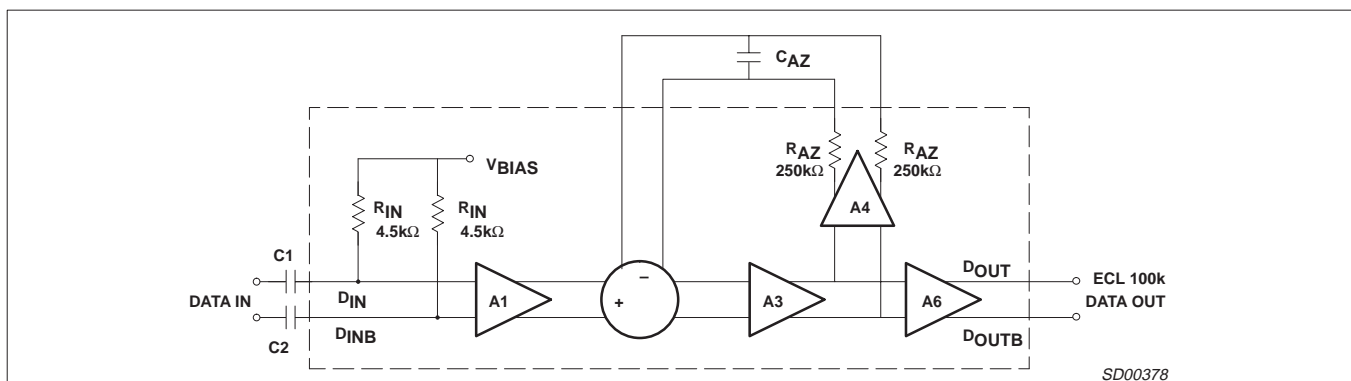 CAZ
VBIAS
RAZ
250kΩ
RAZ
250kΩ
A4
RIN
4.5kΩ
RIN
4.5kΩ
C1
DATA IN
C2
DIN
DINB
A1
–
+
A3
A6
DOUT
DOUTB
ECL 100k
DATA OUT
SD00378